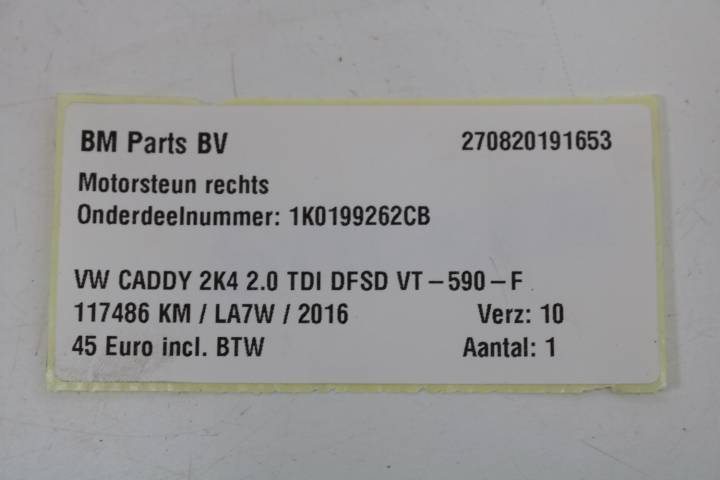 BM Parts BV 270820191653
Motorsteun rechts
Onderdeelnummer: 1K0199262CB
VW CADDY 2K4 2.0 TDI DFSD VT-590-F
117486 KM / LA7W / 2016 Verz: 10
45 Euro incl. BTW Aantal: 1